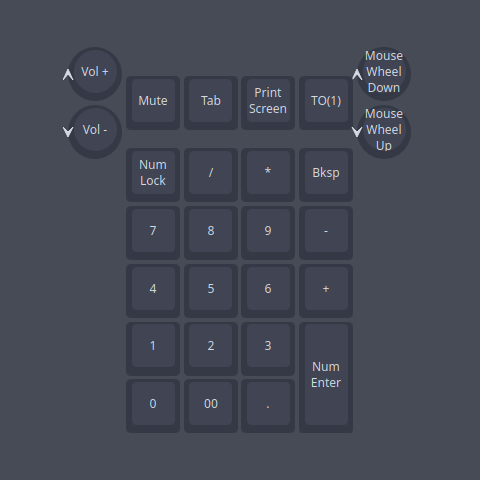 Vol +
Vol -
Mute
Tab
Print
Screen
TO(1)
Mouse
Wheel
Down
Mouse
Wheel
Up
Num
Lock
/
*
Bksp
7
8
9
-
4
5
6
+
1
2
3
Num
Enter
0
00
.